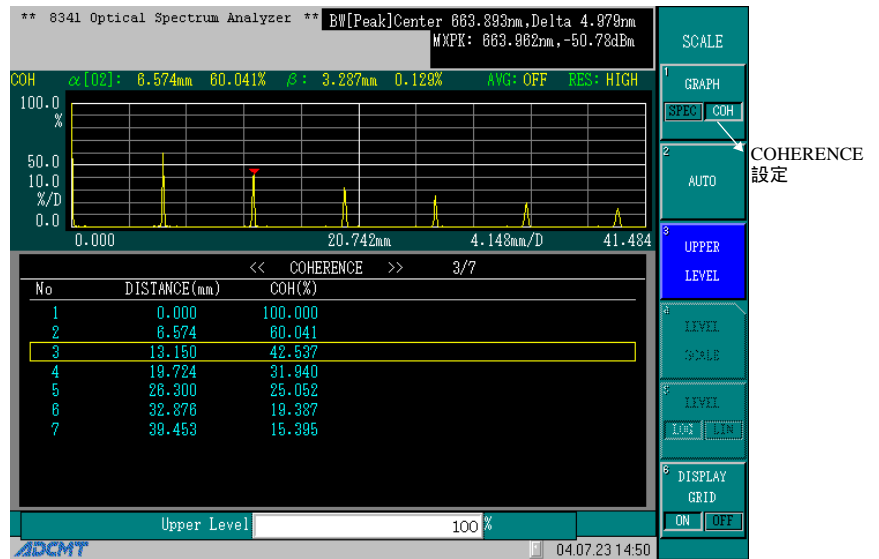 ** 8341 Optical Spectrum Analyzer **
BW[Peak]Center 663.893nm,Delta 4.979nm
MXPK: 663.962nm,-50.78dBm
COH α[02]: 6.574mm 60.041% β: 3.287mm 0.129% AVG: OFF RES: HIGH
100.0
%
50.0
10.0
%/D
0.0
0.000 20.742mm 4.148mm/D 41.484
<< COHERENCE >> 3/7
No DISTANCE(mm) COH(%)
1 0.000 100.000
2 6.574 60.041
3 13.150 42.537
4 19.724 31.940
5 26.300 25.052
6 32.876 19.387
7 39.453 15.395
Upper Level 100 %
ADCMT 04.07.23 14:50
SCALE
1
GRAPH
SPEC COH
2
AUTO
3
UPPER
LEVEL
4
LEVEL
SCALE
5
LEVEL
LOG LIN
6
DISPLAY
GRID
ON OFF
COHERENCE
設定